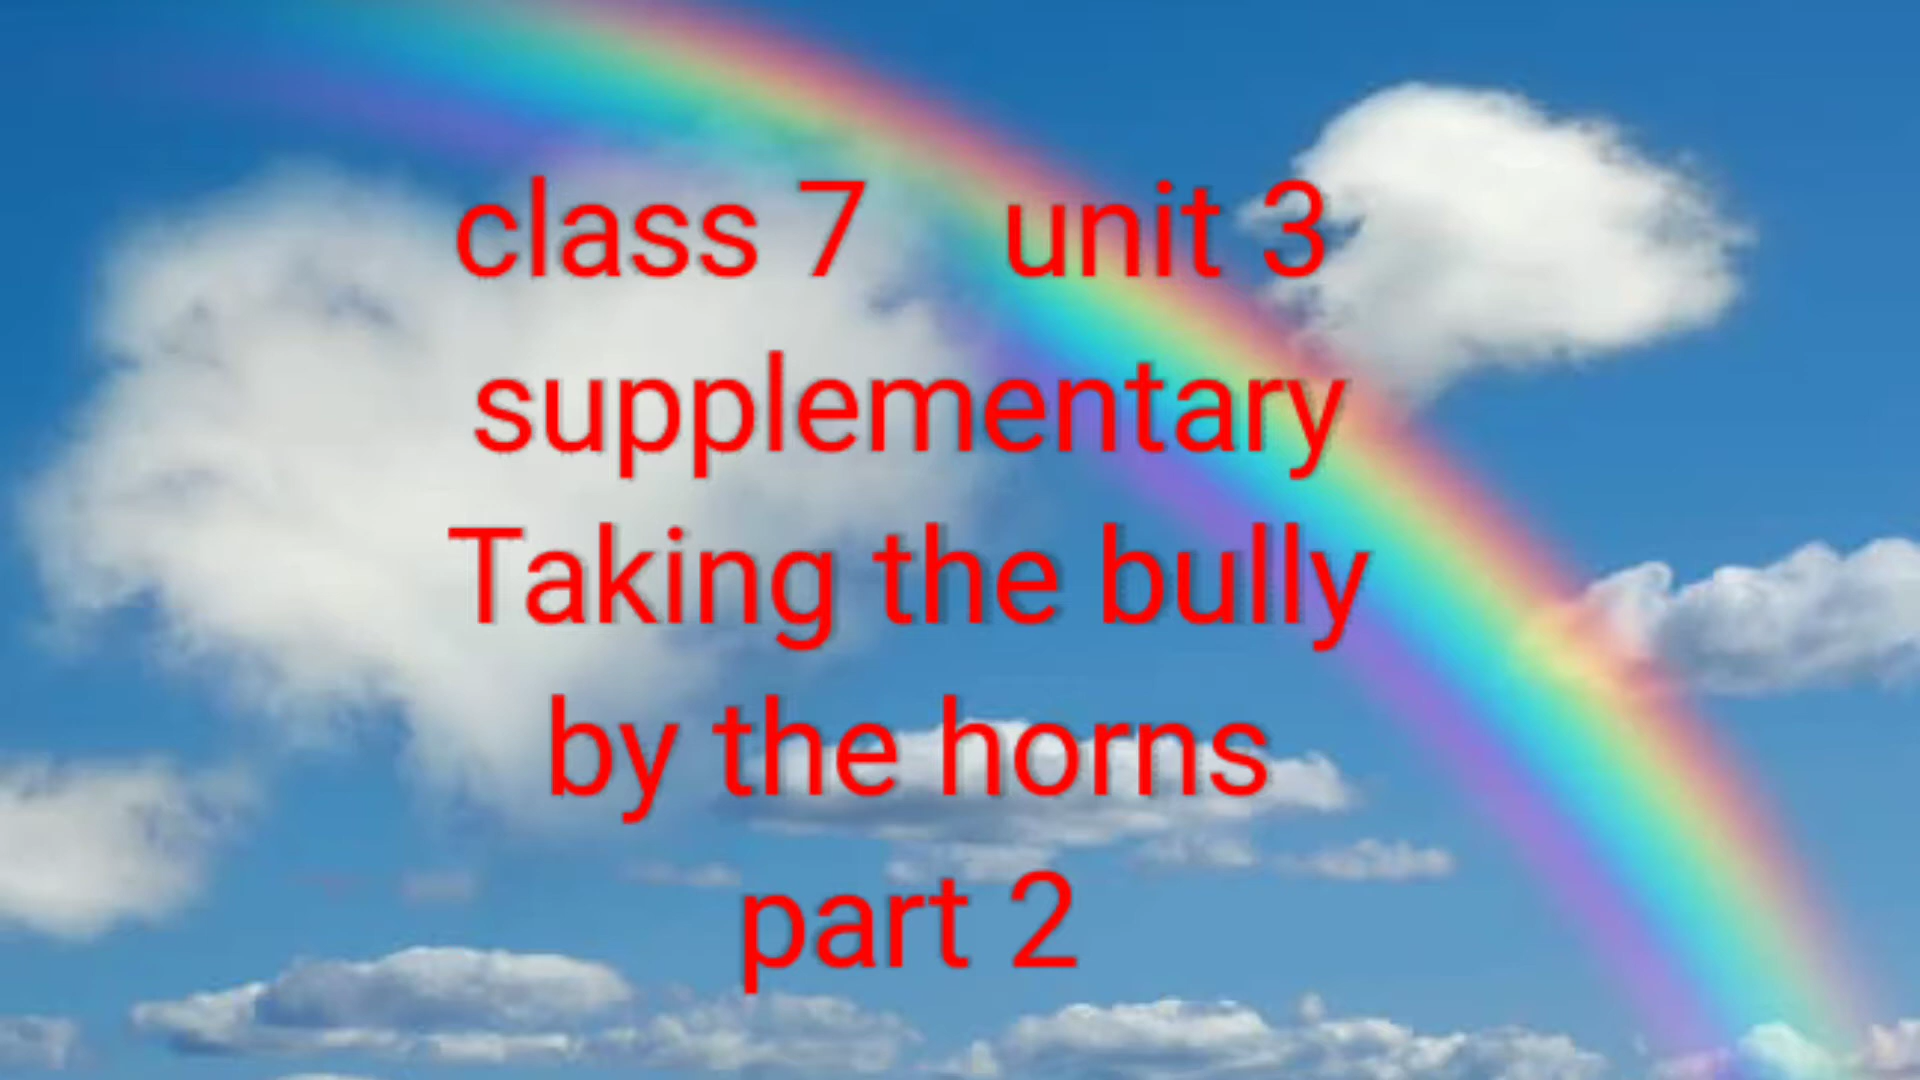 class 7 unit 3
supplementary
Taking the bully
by the horns
part 2